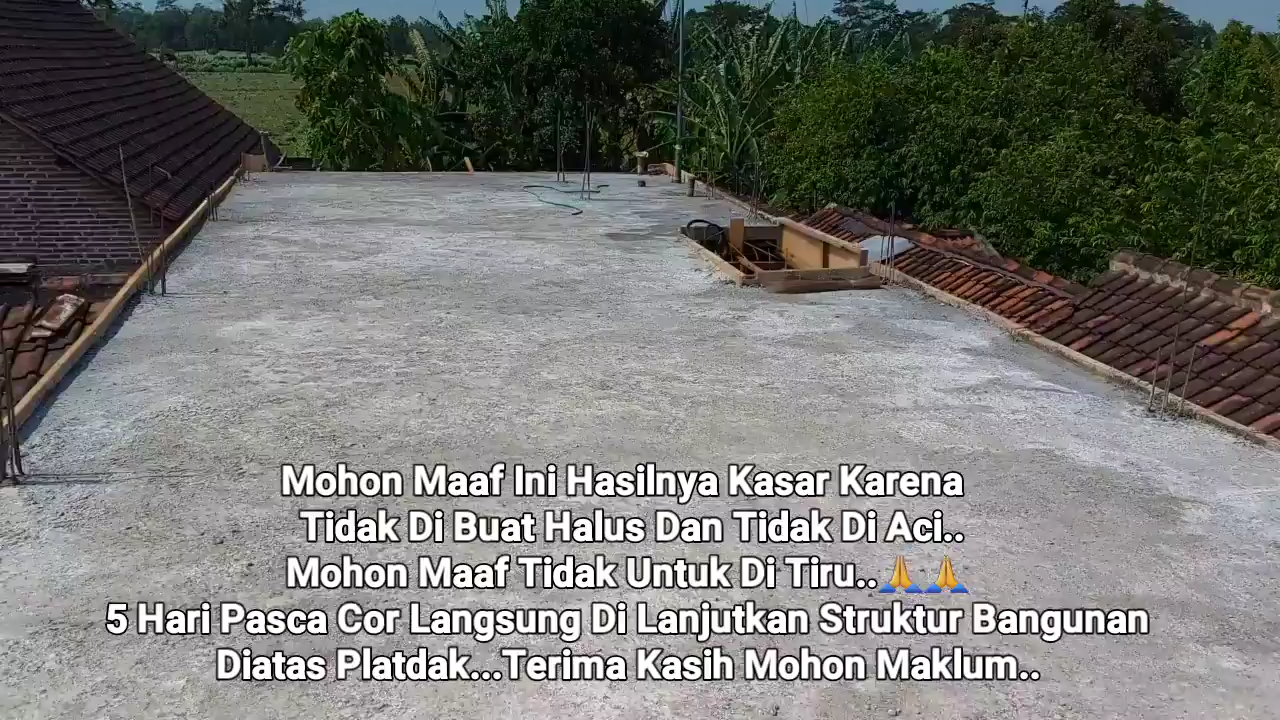 Mohon Maaf Ini Hasilnya Kasar Karena
Tidak Di Buat Halus Dan Tidak Di Aci..
Mohon Maaf Tidak Untuk Di Tiru..🙏🙏
5 Hari Pasca Cor Langsung Di Lanjutkan Struktur Bangunan
Diatas Platdak...Terima Kasih Mohon Maklum..